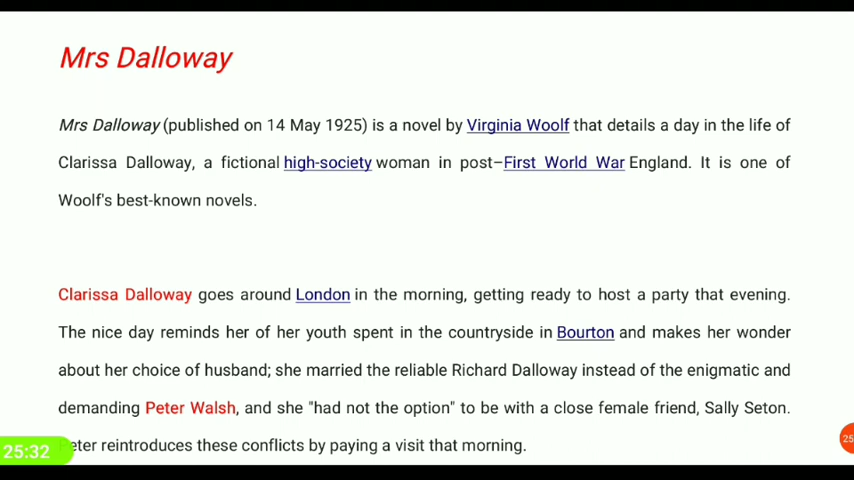 Mrs Dalloway
Mrs Dalloway (published on 14 May 1925) is a novel by Virginia Woolf that details a day in the life of
Clarissa Dalloway, a fictional high-society woman in post–First World War England. It is one of
Woolf's best-known novels.
Clarissa Dalloway goes around London in the morning, getting ready to host a party that evening.
The nice day reminds her of her youth spent in the countryside in Bourton and makes her wonder
about her choice of husband; she married the reliable Richard Dalloway instead of the enigmatic and
demanding Peter Walsh, and she "had not the option" to be with a close female friend, Sally Seton.
Peter reintroduces these conflicts by paying a visit that morning.
25:32
25